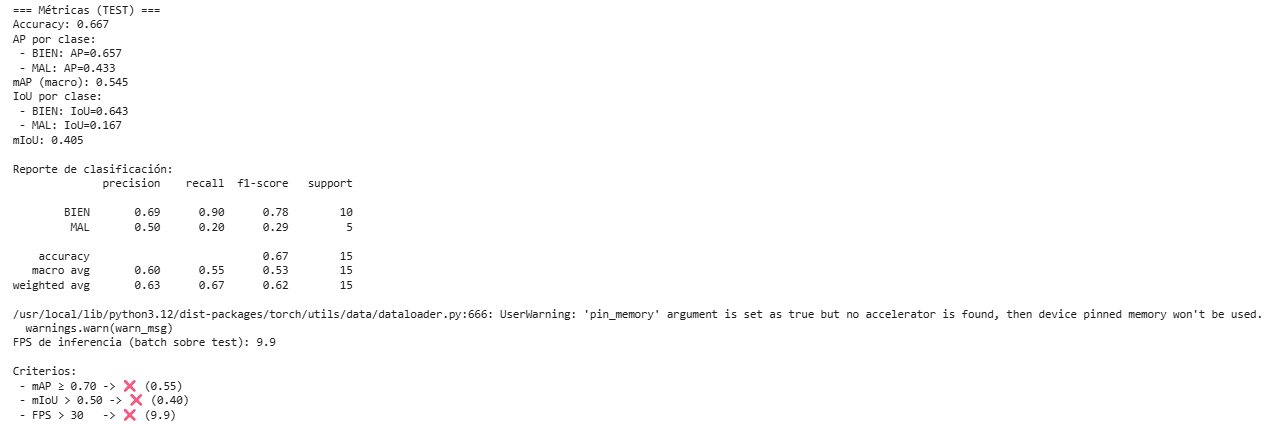 === Métricas (TEST) ===
Accuracy: 0.667
AP por clase:
 - BIEN: AP=0.657
 - MAL: AP=0.433
mAP (macro): 0.545
IoU por clase:
 - BIEN: IoU=0.643
 - MAL: IoU=0.167
mIoU: 0.405

Reporte de clasificación:
              precision    recall  f1-score   support

        BIEN       0.69      0.90      0.78        10
         MAL       0.50      0.20      0.29         5

    accuracy                           0.67        15
   macro avg       0.60      0.55      0.53        15
weighted avg       0.63      0.67      0.62        15

/usr/local/lib/python3.12/dist-packages/torch/utils/data/dataloader.py:666: UserWarning: 'pin_memory' argument is set as true but no accelerator is found, then device pinned memory won't be used.
  warnings.warn(warn_msg)
FPS de inferencia (batch sobre test): 9.9

Criterios:
 - mAP ≥ 0.70 -> ❌ (0.55)
 - mIoU > 0.50 -> ❌ (0.40)
 - FPS > 30   -> ❌ (9.9)